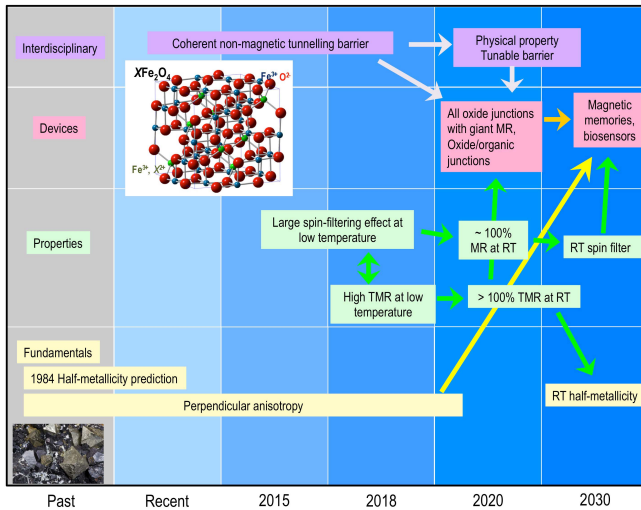 Interdisciplinary
Coherent non-magnetic tunnelling barrier
Physical property
Tunable barrier
XFe₂O₄
Fe³⁺ O²⁻
Fe³⁺, X²⁺
Devices
All oxide junctions
with giant MR,
Oxide/organic
junctions
Magnetic
memories,
biosensors
Properties
Large spin-filtering effect at
low temperature
~ 100%
MR at RT
RT spin filter
High TMR at low
temperature
> 100% TMR at RT
Fundamentals
1984 Half-metallicity prediction
Perpendicular anisotropy
RT half-metallicity
Past
Recent
2015
2018
2020
2030